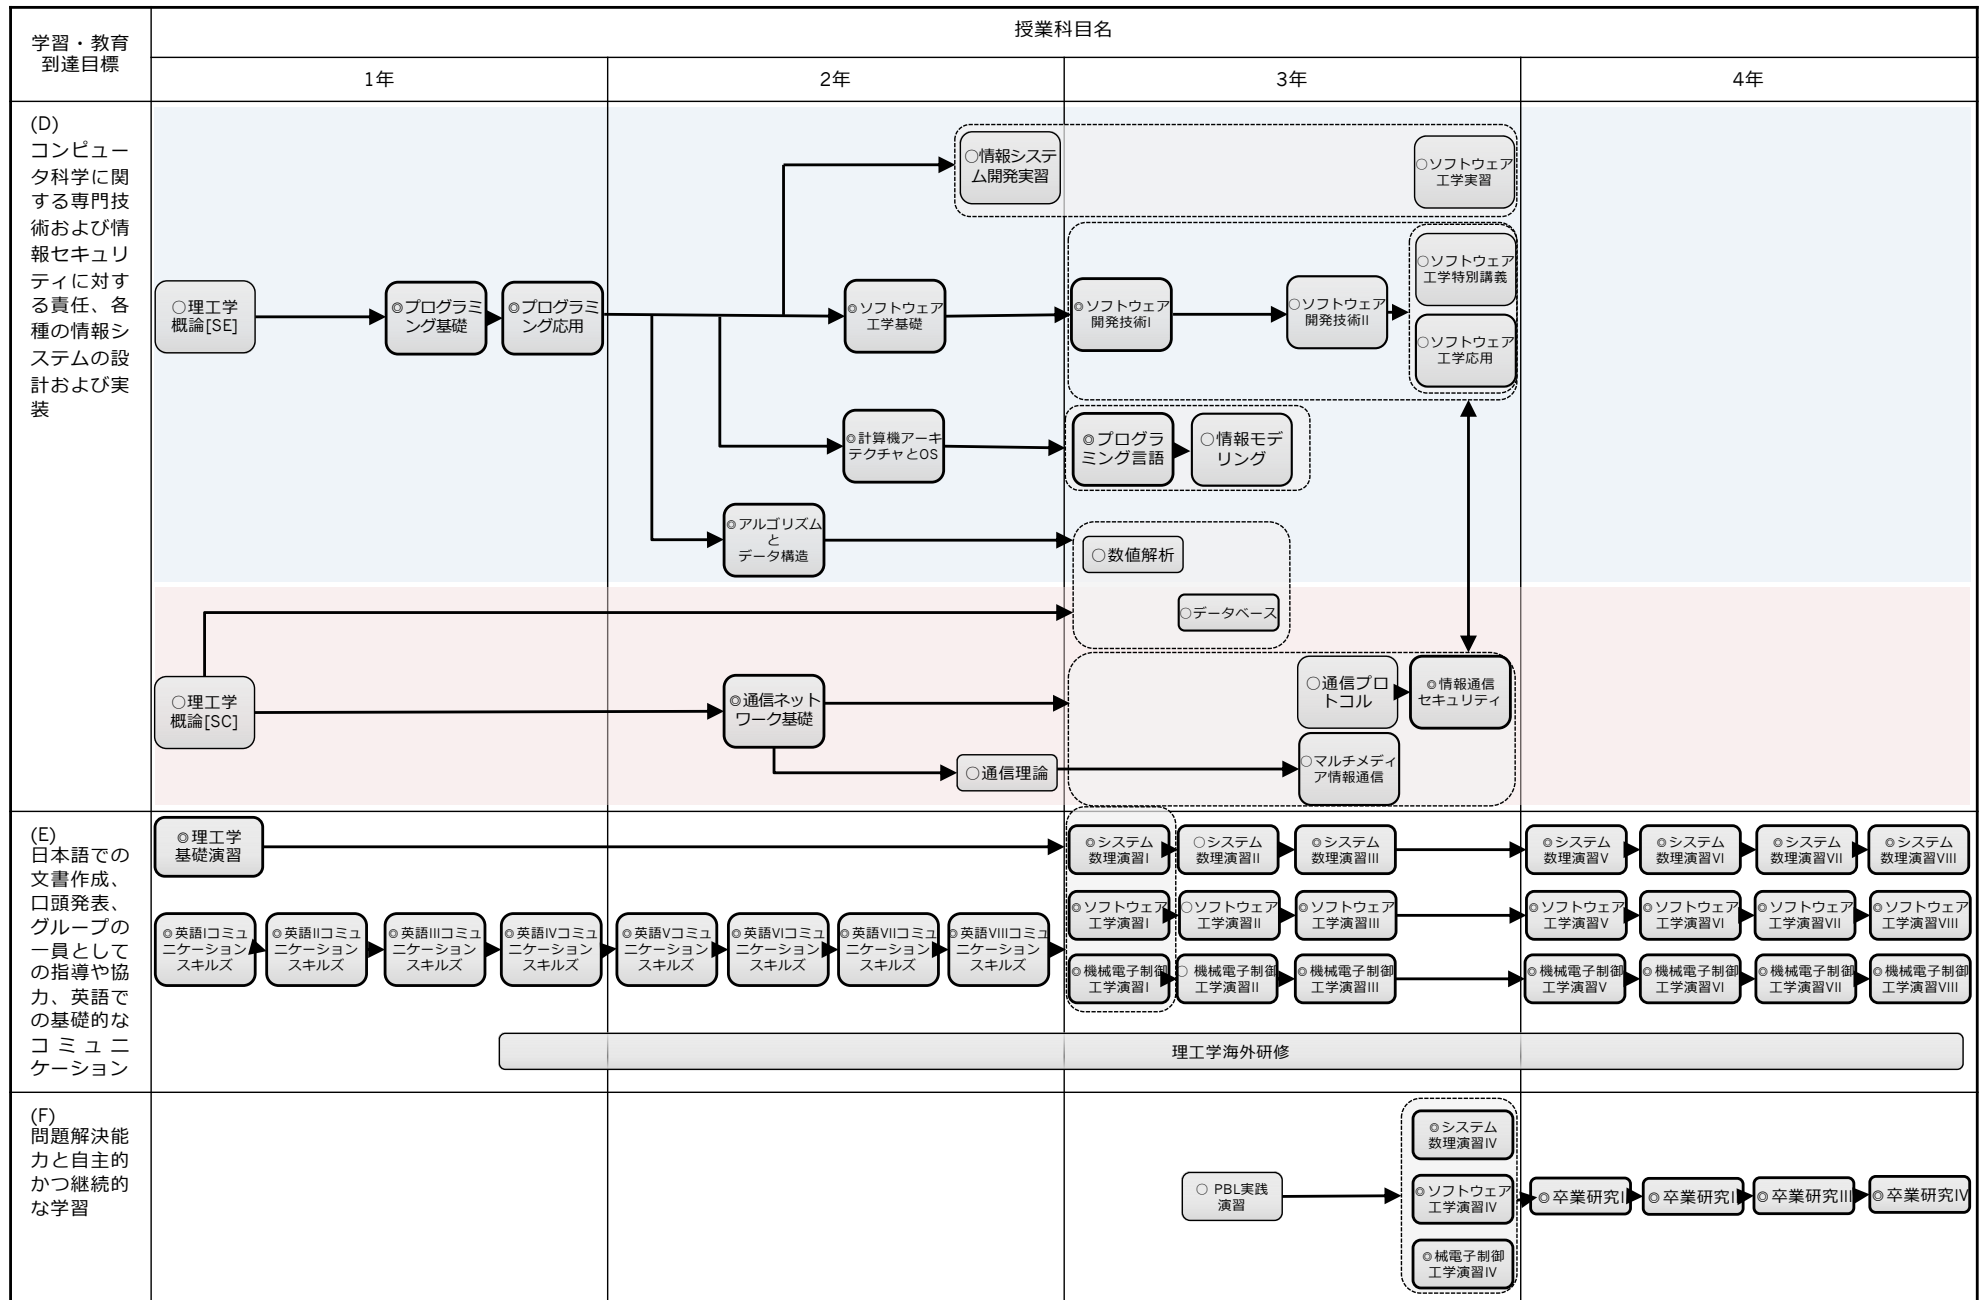 学習・教育
到達目標
授業科目名
1年
2年
3年
4年
(D)
コンピュー
タ科学に関
する専門技
術および情
報セキュリ
ティに対す
る責任、各
種の情報シ
ステムの設
計および実
装
○情報システ
ム開発実習
○ソフトウェア
工学実習
○理工学
概論[SE]
◎プログラミ
ング基礎
◎プログラミ
ング応用
◎ソフトウェア
工学基礎
◎ソフトウェア
開発技術I
○ソフトウェア
開発技術II
○ソフトウェア
工学特別講義
○ソフトウェア
工学応用
◎計算機アーキ
テクチャとOS
◎プログラ
ミング言語
○情報モデ
リング
◎アルゴリズム
と
データ構造
○数値解析
○データベース
○理工学
概論[SC]
◎通信ネット
ワーク基礎
○通信理論
○通信プロ
トコル
◎情報通信
セキュリティ
○マルチメディ
ア情報通信
(E)
日本語での
文書作成、
口頭発表、
グループの
一員として
の指導や協
力、英語で
の基礎的な
コミュニ
ケーション
◎理工学
基礎演習
◎システム
数理演習I
○システム
数理演習II
◎システム
数理演習III
◎システム
数理演習V
◎システム
数理演習VI
◎システム
数理演習VII
◎システム
数理演習VIII
◎英語Iコミュ
ニケーション
スキルズ
◎英語IIコミュ
ニケーション
スキルズ
◎英語IIIコミュ
ニケーション
スキルズ
◎英語IVコミュ
ニケーション
スキルズ
◎英語Vコミュ
ニケーション
スキルズ
◎英語VIコミュ
ニケーション
スキルズ
◎英語VIIコミュ
ニケーション
スキルズ
◎英語VIIIコミュ
ニケーション
スキルズ
◎ソフトウェア
工学演習I
○ソフトウェア
工学演習II
◎ソフトウェア
工学演習III
◎ソフトウェア
工学演習V
◎ソフトウェア
工学演習VI
◎ソフトウェア
工学演習VII
◎ソフトウェア
工学演習VIII
◎機械電子制御
工学演習I
○機械電子制御
工学演習II
◎機械電子制御
工学演習III
◎機械電子制御
工学演習V
◎機械電子制御
工学演習VI
◎機械電子制御
工学演習VII
◎機械電子制御
工学演習VIII
理工学海外研修
(F)
問題解決能
力と自主的
かつ継続的
な学習
○ PBL実践
演習
◎システム
数理演習IV
◎ソフトウェア
工学演習IV
◎械電子制御
工学演習IV
◎卒業研究I
◎卒業研究I
◎卒業研究III
◎卒業研究IV